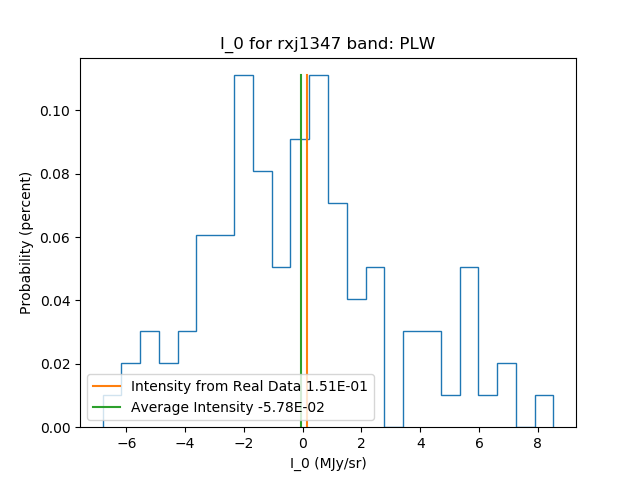 I_0 for rxj1347 band: PLW
Probability (percent)
0.10
0.08
0.06
0.04
0.02
0.00
Intensity from Real Data 1.51E-01
Average Intensity -5.78E-02
−6 −4 −2 0 2 4 6 8
I_0 (MJy/sr)